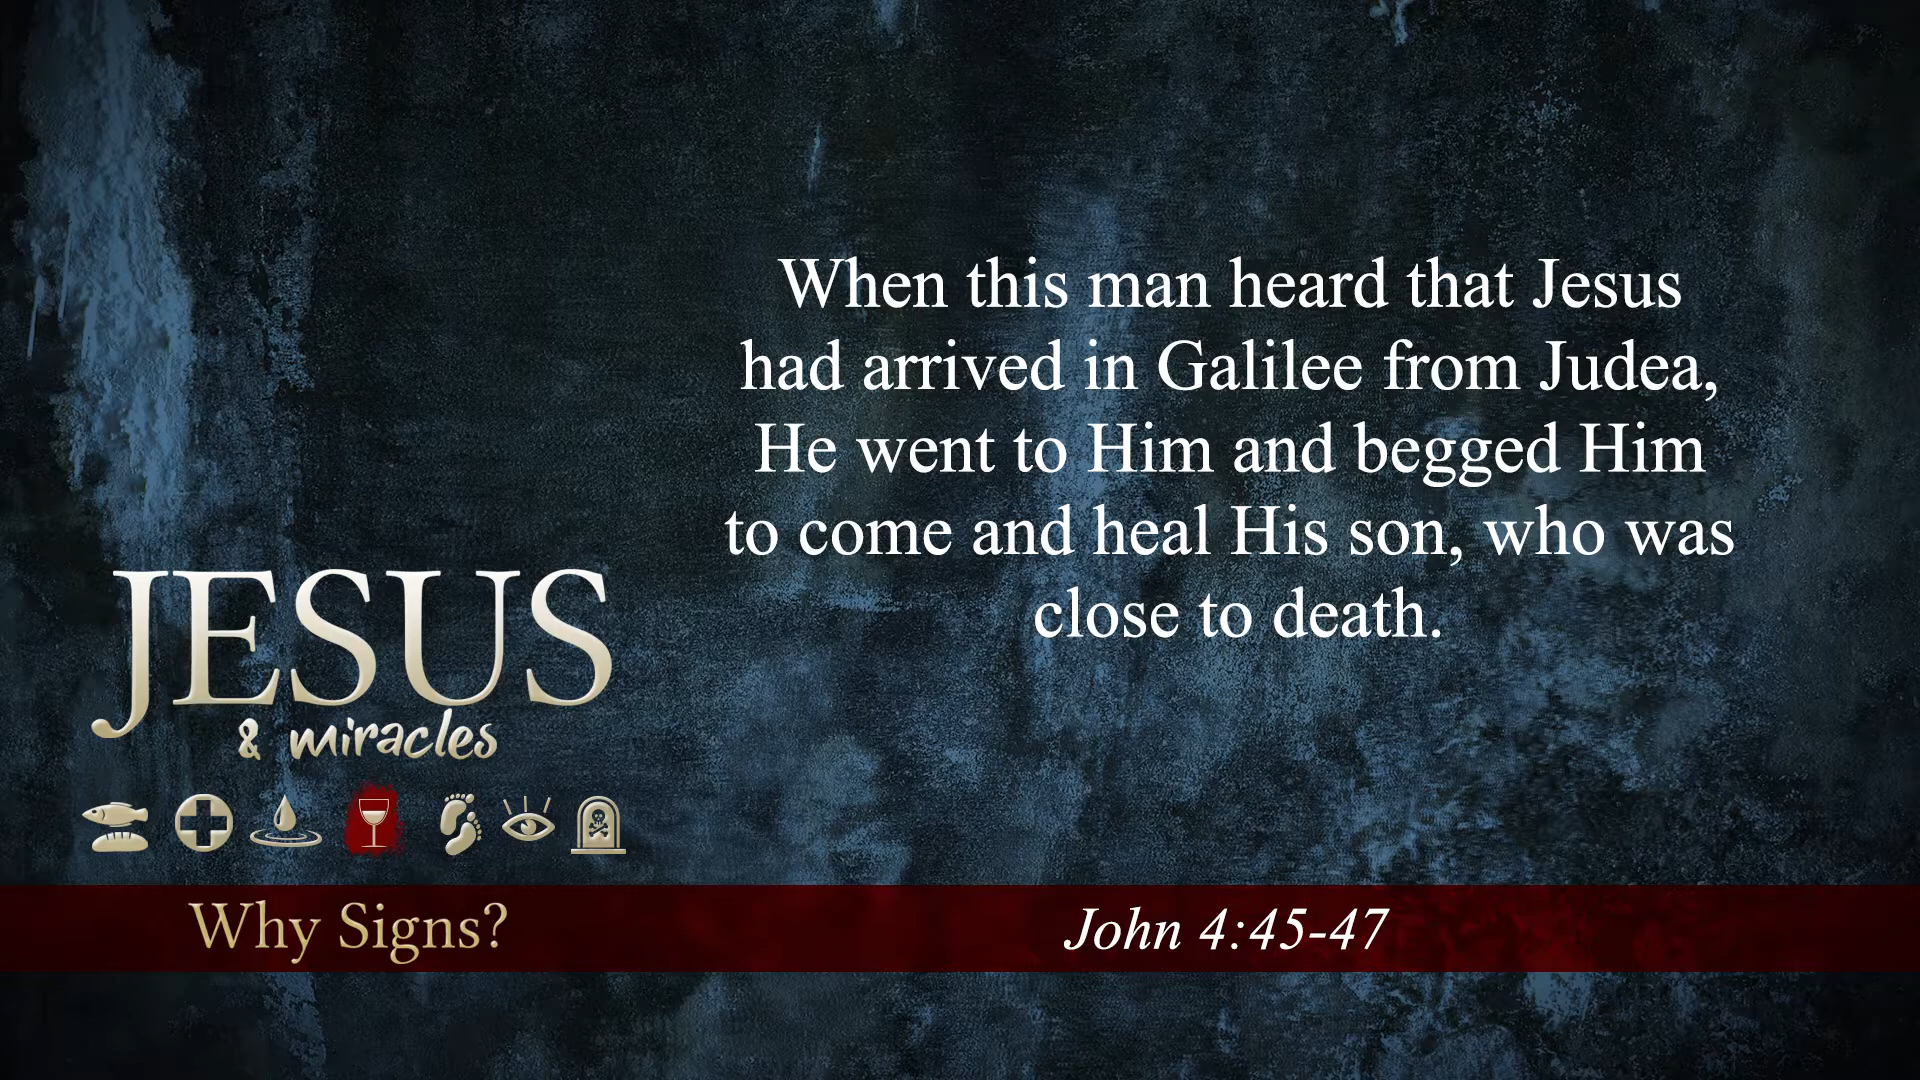 When this man heard that Jesus
had arrived in Galilee from Judea,
He went to Him and begged Him
to come and heal His son, who was
close to death.
JESUS
& miracles
Why Signs?
John 4:45-47